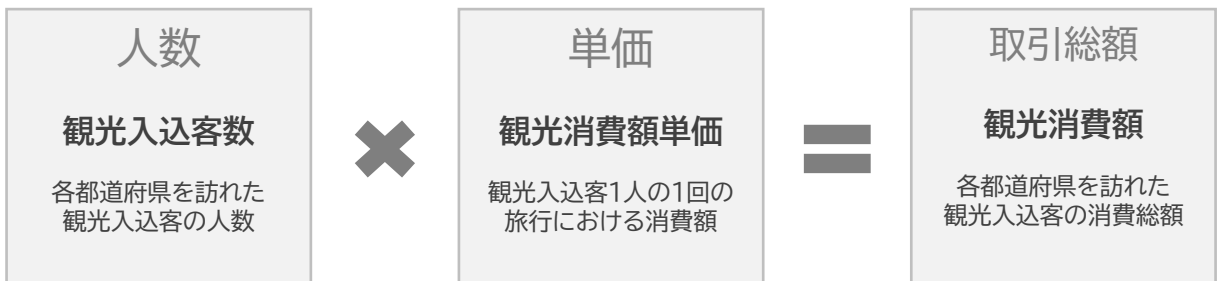 人数
観光入込客数
各都道府県を訪れた
観光入込客の人数
単価
観光消費額単価
観光入込客1人の1回の
旅行における消費額
取引総額
観光消費額
各都道府県を訪れた
観光入込客の消費総額